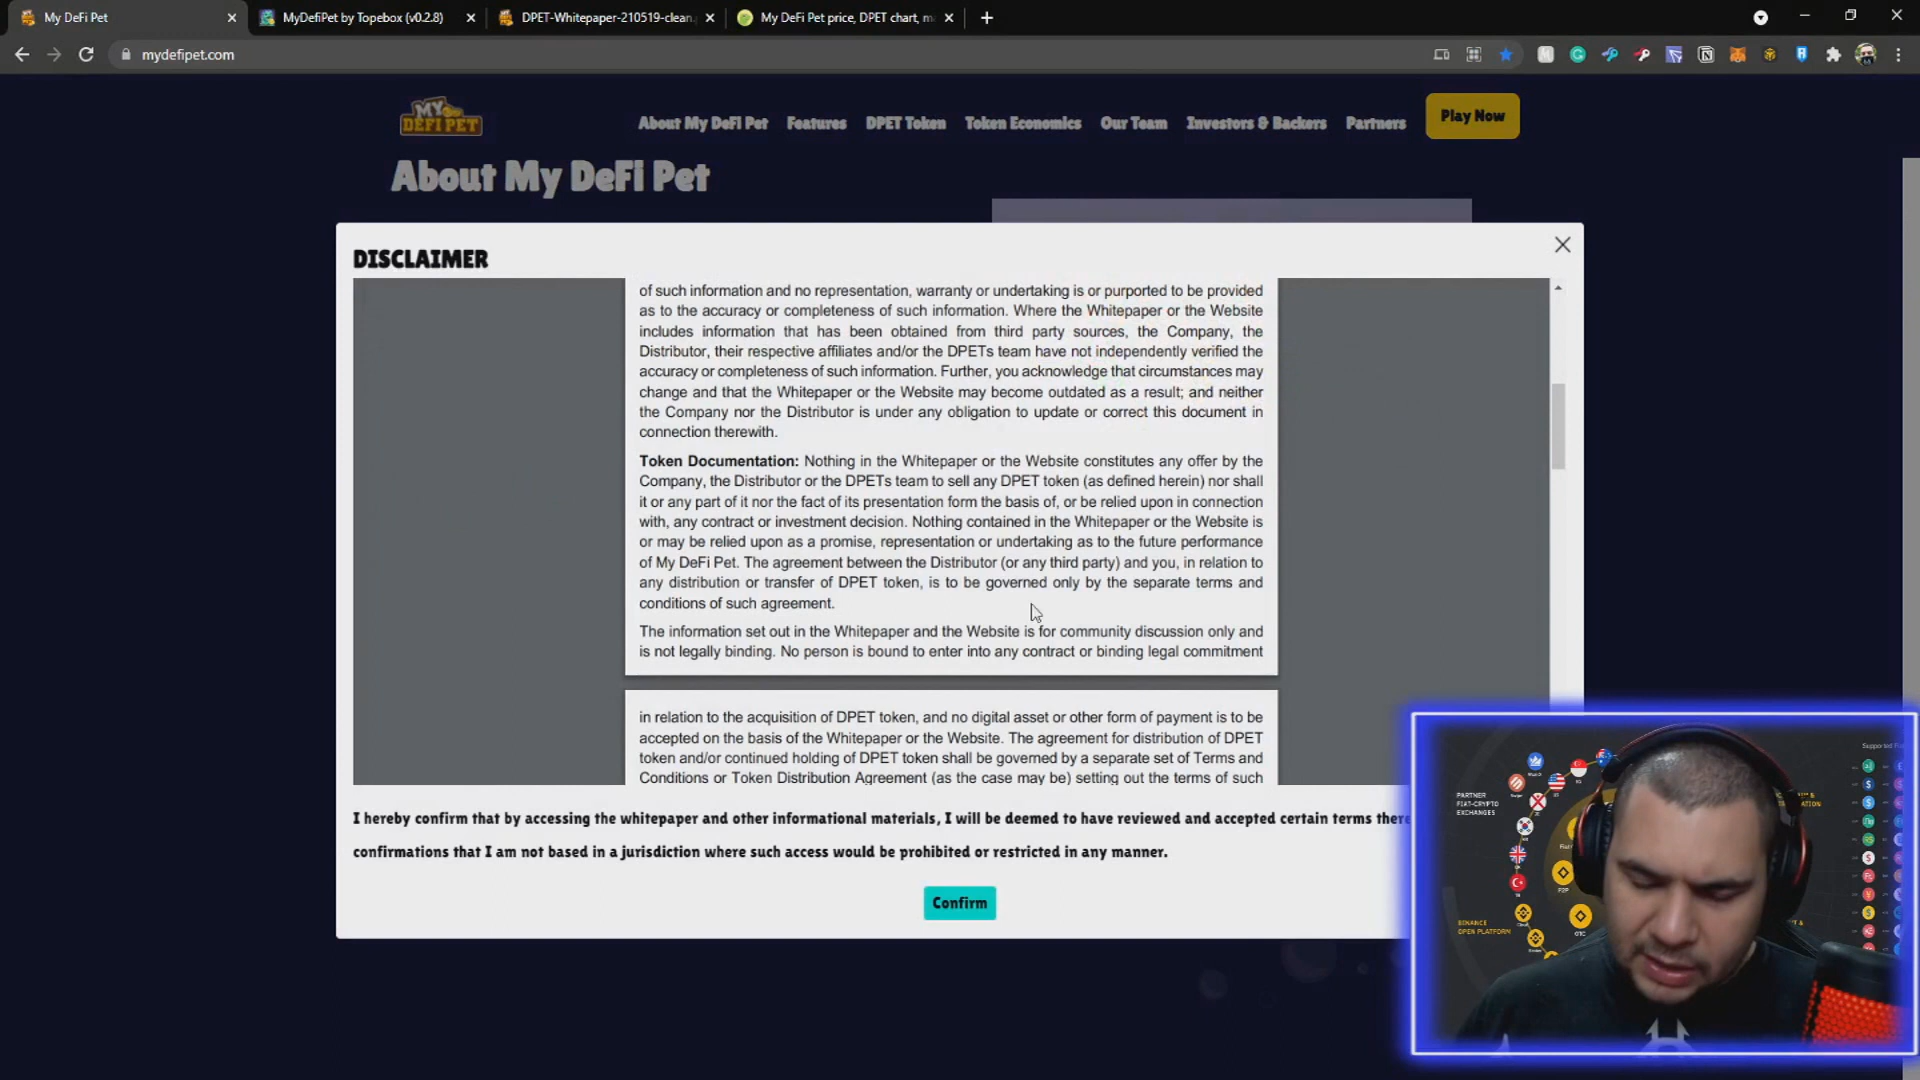 My DeFi Pet
MyDefiPet by Topebox (v0.2.8)
DPET-Whitepaper-210519-clean.
My DeFi Pet price, DPET chart, m
mydefipet.com
MY
DEFI PET
About My DeFi Pet
Features
DPET Token
Token Economics
Our Team
Investors & Backers
Partners
Play Now
About My DeFi Pet
DISCLAIMER
of such information and no representation, warranty or undertaking is or purported to be provided
as to the accuracy or completeness of such information. Where the Whitepaper or the Website
includes information that has been obtained from third party sources, the Company, the
Distributor, their respective affiliates and/or the DPETs team have not independently verified the
accuracy or completeness of such information. Further, you acknowledge that circumstances may
change and that the Whitepaper or the Website may become outdated as a result; and neither
the Company nor the Distributor is under any obligation to update or correct this document in
connection therewith.
Token Documentation: Nothing in the Whitepaper or the Website constitutes any offer by the
Company, the Distributor or the DPETs team to sell any DPET token (as defined herein) nor shall
it or any part of it nor the fact of its presentation form the basis of, or be relied upon in connection
with, any contract or investment decision. Nothing contained in the Whitepaper or the Website is
or may be relied upon as a promise, representation or undertaking as to the future performance
of My DeFi Pet. The agreement between the Distributor (or any third party) and you, in relation to
any distribution or transfer of DPET token, is to be governed only by the separate terms and
conditions of such agreement.
The information set out in the Whitepaper and the Website is for community discussion only and
is not legally binding. No person is bound to enter into any contract or binding legal commitment
in relation to the acquisition of DPET token, and no digital asset or other form of payment is to be
accepted on the basis of the Whitepaper or the Website. The agreement for distribution of DPET
token and/or continued holding of DPET token shall be governed by a separate set of Terms and
Conditions or Token Distribution Agreement (as the case may be) setting out the terms of such
I hereby confirm that by accessing the whitepaper and other informational materials, I will be deemed to have reviewed and accepted certain terms there
confirmations that I am not based in a jurisdiction where such access would be prohibited or restricted in any manner.
Confirm
PARTNER
FIAT-CRYPTO
EXCHANGES
BINANCE
OPEN PLATFORM
P2P
OTC